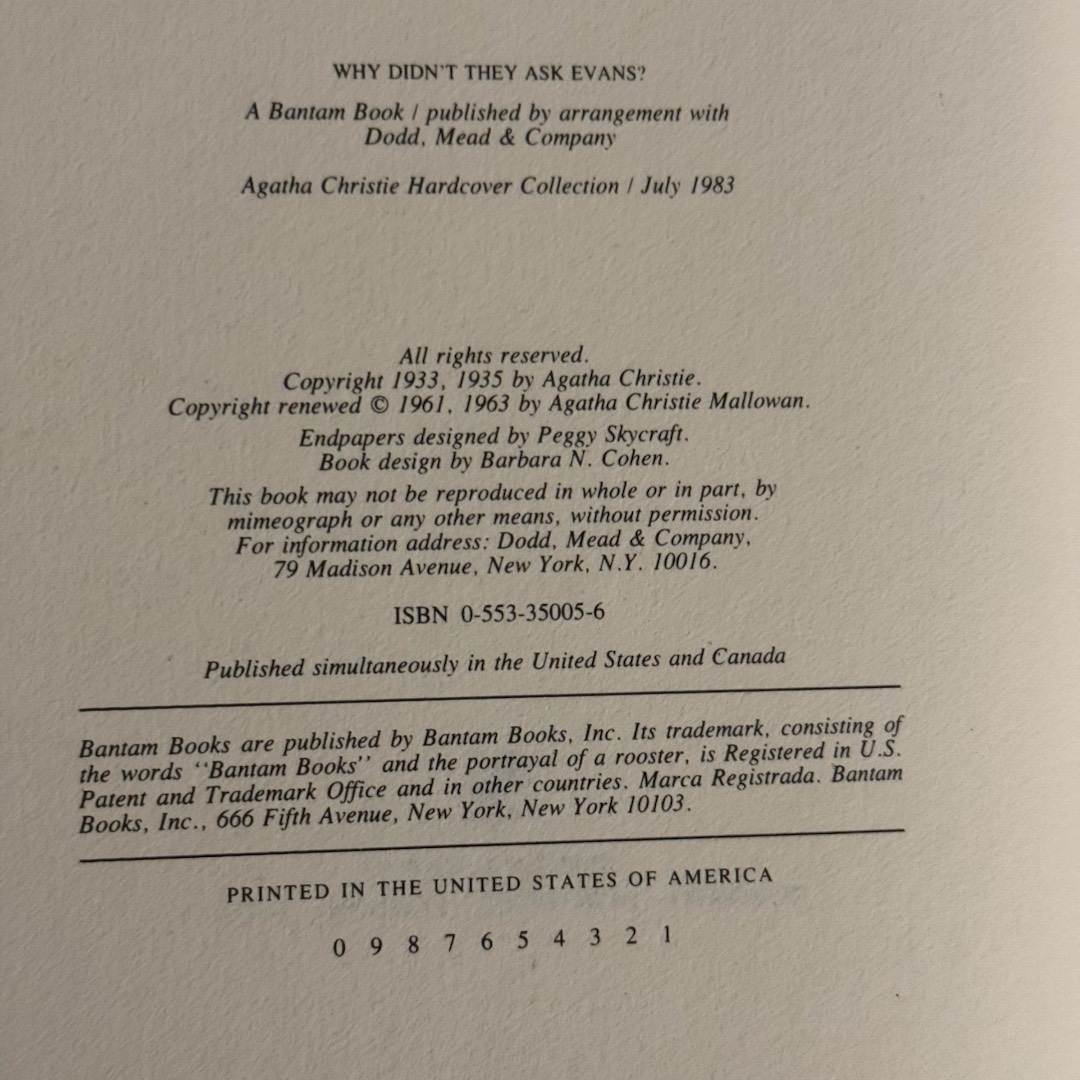 WHY DIDN'T THEY ASK EVANS?
A Bantam Book / published by arrangement with
Dodd, Mead & Company
Agatha Christie Hardcover Collection / July 1983
All rights reserved.
Copyright 1933, 1935 by Agatha Christie.
Copyright renewed © 1961, 1963 by Agatha Christie Mallowan.
Endpapers designed by Peggy Skycraft.
Book design by Barbara N. Cohen.
This book may not be reproduced in whole or in part, by
mimeograph or any other means, without permission.
For information address: Dodd, Mead & Company,
79 Madison Avenue, New York, N.Y. 10016.
ISBN 0-553-35005-6
Published simultaneously in the United States and Canada
Bantam Books are published by Bantam Books, Inc. Its trademark, consisting of
the words ‘‘Bantam Books’’ and the portrayal of a rooster, is Registered in U.S.
Patent and Trademark Office and in other countries. Marca Registrada. Bantam
Books, Inc., 666 Fifth Avenue, New York, New York 10103.
PRINTED IN THE UNITED STATES OF AMERICA
0 9 8 7 6 5 4 3 2 1